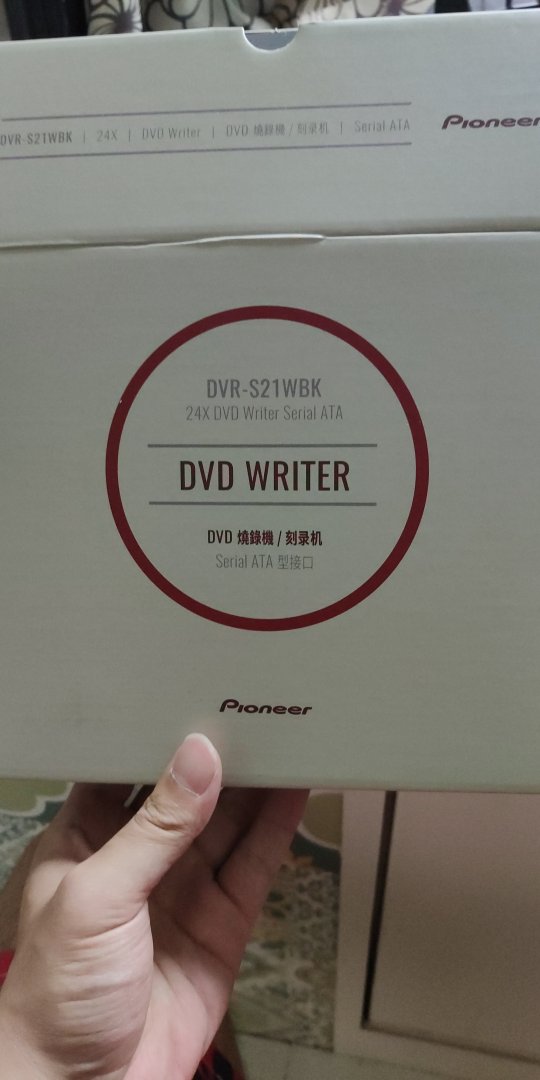 DVR-S21WBK | 24X | DVD Writer | DVD 燒錄機 / 刻录机 | Serial ATA
Pioneer
DVR-S21WBK
24X DVD Writer Serial ATA
DVD WRITER
DVD 燒錄機 / 刻录机
Serial ATA 型接口
Pioneer